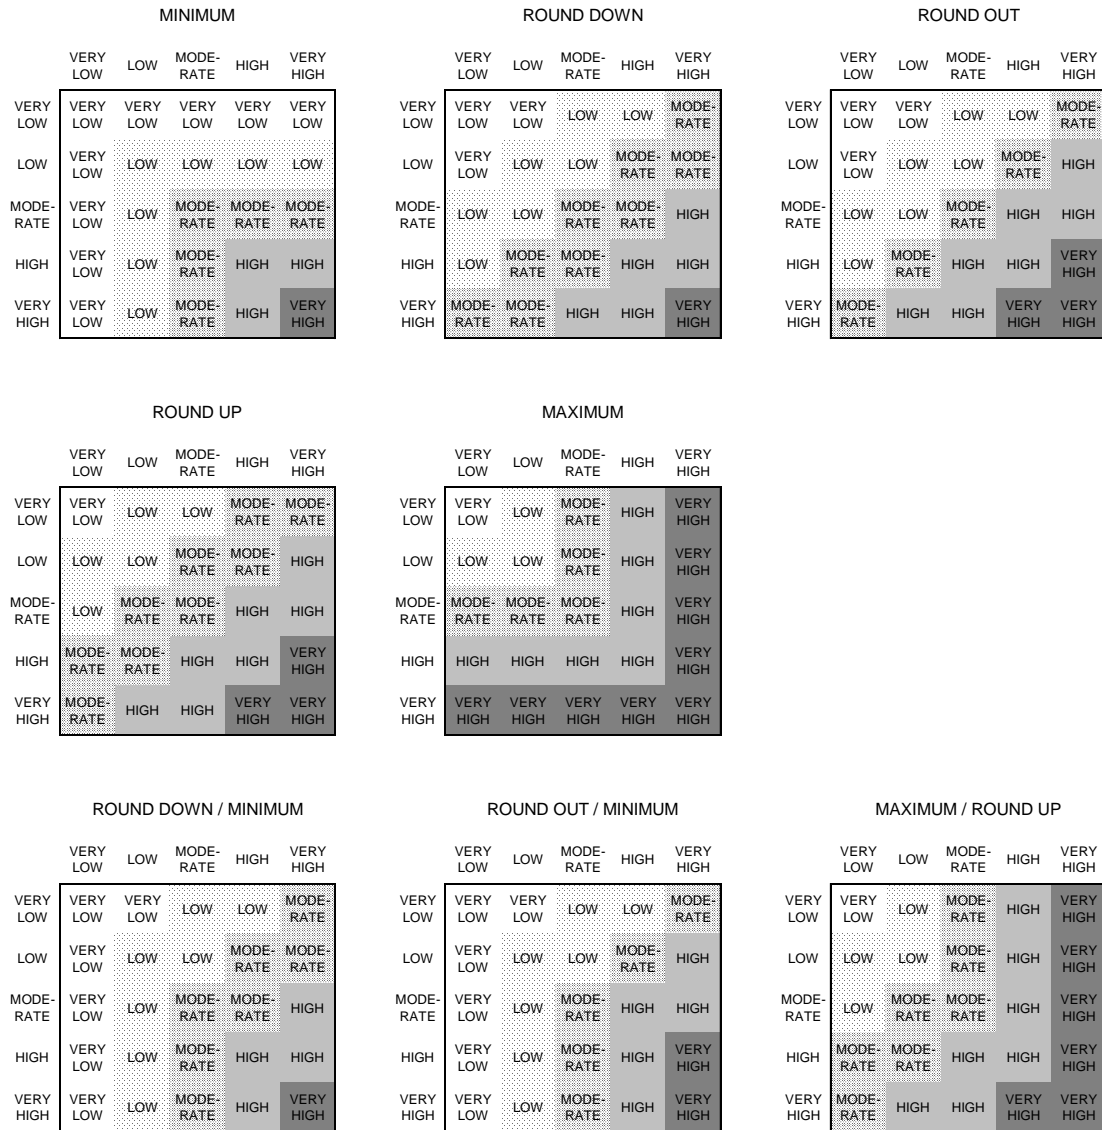 MINIMUM
VERY LOW LOW MODE- RATE HIGH VERY HIGH
VERY LOW VERY LOW VERY LOW VERY LOW VERY LOW VERY LOW
LOW VERY LOW LOW LOW LOW LOW
MODE- RATE VERY LOW LOW MODE- RATE MODE- RATE MODE- RATE
HIGH VERY LOW LOW MODE- RATE HIGH HIGH
VERY HIGH VERY LOW LOW MODE- RATE HIGH VERY HIGH
ROUND DOWN
VERY LOW LOW MODE- RATE HIGH VERY HIGH
VERY LOW VERY LOW VERY LOW LOW LOW MODE- RATE
LOW VERY LOW LOW LOW MODE- RATE MODE- RATE
MODE- RATE LOW LOW MODE- RATE MODE- RATE HIGH
HIGH LOW MODE- RATE MODE- RATE HIGH HIGH
VERY HIGH MODE- RATE MODE- RATE HIGH HIGH VERY HIGH
ROUND OUT
VERY LOW LOW MODE- RATE HIGH VERY HIGH
VERY LOW VERY LOW VERY LOW LOW LOW MODE- RATE
LOW VERY LOW LOW LOW MODE- RATE HIGH
MODE- RATE LOW LOW MODE- RATE HIGH HIGH
HIGH LOW MODE- RATE HIGH HIGH VERY HIGH
VERY HIGH MODE- RATE HIGH HIGH VERY HIGH VERY HIGH
ROUND UP
VERY LOW LOW MODE- RATE HIGH VERY HIGH
VERY LOW VERY LOW LOW LOW MODE- RATE MODE- RATE
LOW LOW LOW MODE- RATE MODE- RATE HIGH
MODE- RATE LOW MODE- RATE MODE- RATE HIGH HIGH
HIGH MODE- RATE MODE- RATE HIGH HIGH VERY HIGH
VERY HIGH MODE- RATE HIGH HIGH VERY HIGH VERY HIGH
MAXIMUM
VERY LOW LOW MODE- RATE HIGH VERY HIGH
VERY LOW VERY LOW LOW MODE- RATE HIGH VERY HIGH
LOW LOW LOW MODE- RATE HIGH VERY HIGH
MODE- RATE MODE- RATE MODE- RATE MODE- RATE HIGH VERY HIGH
HIGH HIGH HIGH HIGH HIGH VERY HIGH
VERY HIGH VERY HIGH VERY HIGH VERY HIGH VERY HIGH VERY HIGH
ROUND DOWN / MINIMUM
VERY LOW LOW MODE- RATE HIGH VERY HIGH
VERY LOW VERY LOW VERY LOW LOW LOW MODE- RATE
LOW VERY LOW LOW LOW MODE- RATE MODE- RATE
MODE- RATE VERY LOW LOW MODE- RATE MODE- RATE HIGH
HIGH VERY LOW LOW MODE- RATE HIGH HIGH
VERY HIGH VERY LOW LOW MODE- RATE HIGH VERY HIGH
ROUND OUT / MINIMUM
VERY LOW LOW MODE- RATE HIGH VERY HIGH
VERY LOW VERY LOW VERY LOW LOW LOW MODE- RATE
LOW VERY LOW LOW LOW MODE- RATE HIGH
MODE- RATE VERY LOW LOW MODE- RATE HIGH HIGH
HIGH VERY LOW LOW MODE- RATE HIGH VERY HIGH
VERY HIGH VERY LOW LOW MODE- RATE HIGH VERY HIGH
MAXIMUM / ROUND UP
VERY LOW LOW MODE- RATE HIGH VERY HIGH
VERY LOW VERY LOW LOW MODE- RATE HIGH VERY HIGH
LOW LOW LOW MODE- RATE HIGH VERY HIGH
MODE- RATE LOW MODE- RATE MODE- RATE HIGH VERY HIGH
HIGH MODE- RATE MODE- RATE HIGH HIGH VERY HIGH
VERY HIGH MODE- RATE HIGH HIGH VERY HIGH VERY HIGH